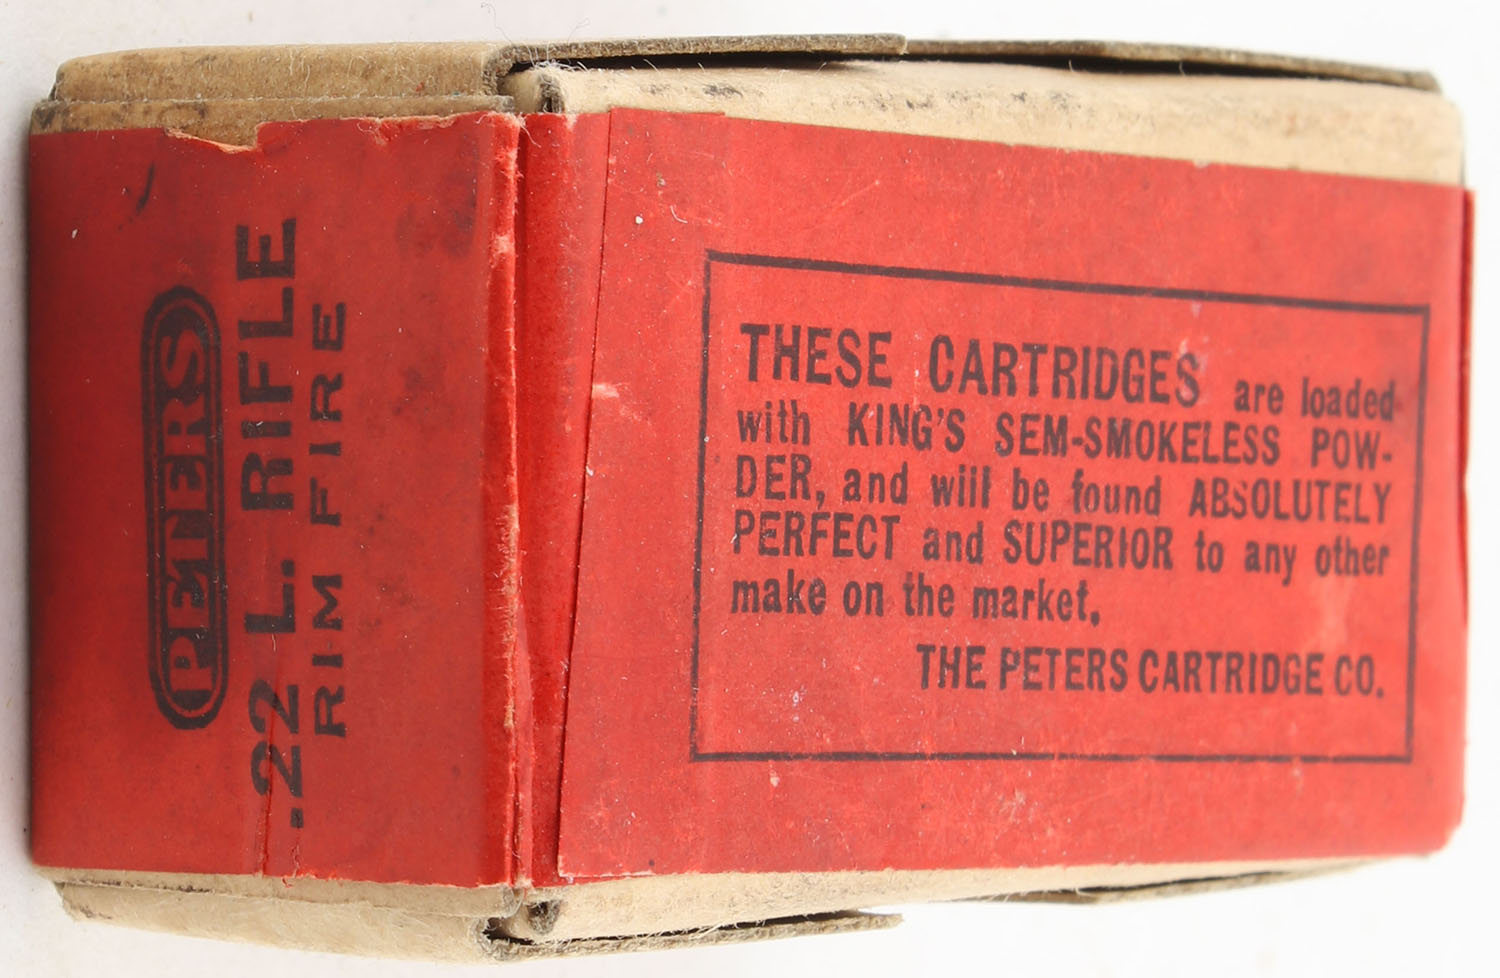 PETERS
.22 L. RIFLE
RIM FIRE
THESE CARTRIDGES are loaded
with KING'S SEM-SMOKELESS POW-
DER, and will be found ABSOLUTELY
PERFECT and SUPERIOR to any other
make on the market.
THE PETERS CARTRIDGE CO.